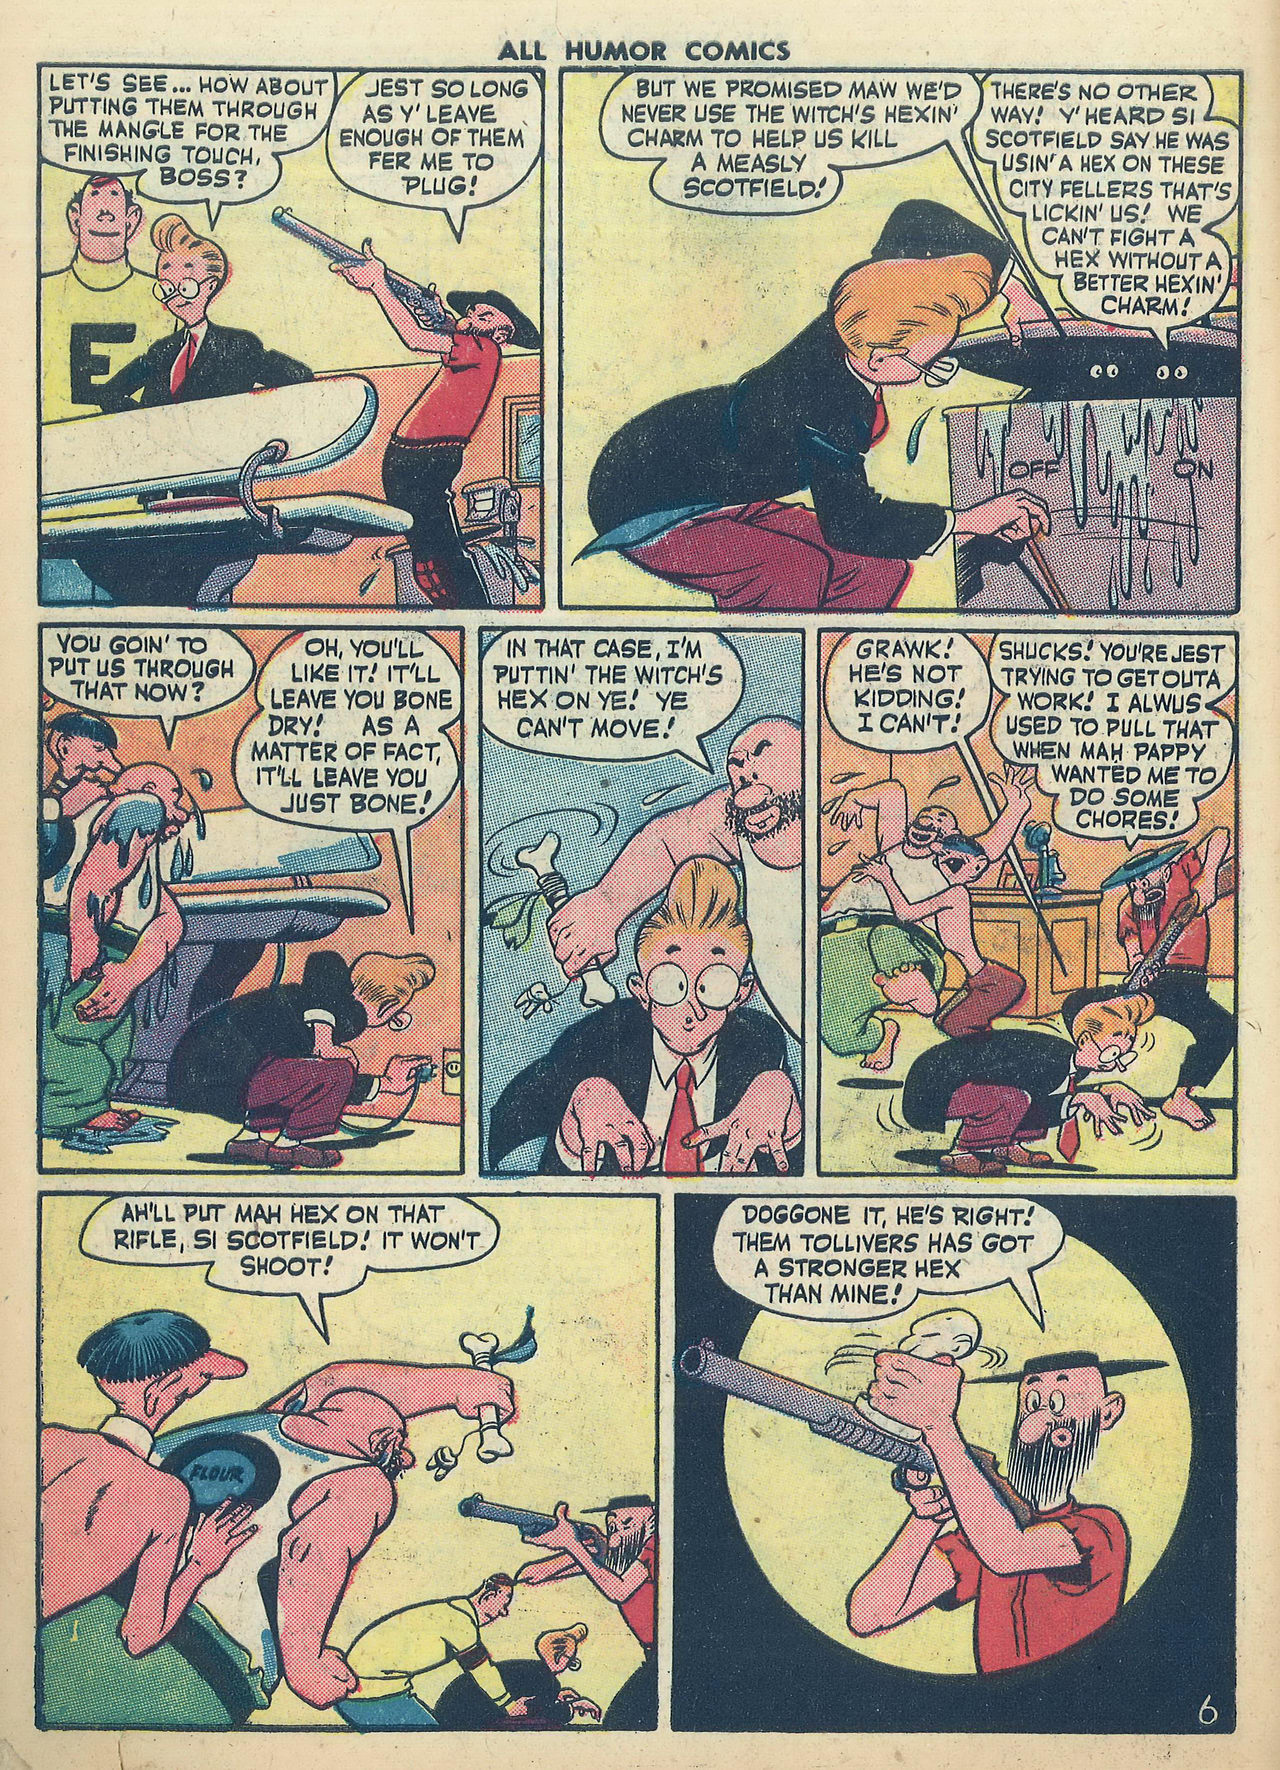 ALL HUMOR COMICS
LET'S SEE... HOW ABOUT
PUTTING THEM THROUGH
THE MANGLE FOR THE
FINISHING TOUCH,
BOSS?
JEST SO LONG
AS Y' LEAVE
ENOUGH OF THEM
FER ME TO
PLUG!
E
BUT WE PROMISED MAW WE'D
NEVER USE THE WITCH'S HEXIN'
CHARM TO HELP US KILL
A MEASLY
SCOTFIELD!
THERE'S NO OTHER
WAY! Y'HEARD SI
SCOTFIELD SAY HE WAS
USIN' A HEX ON THESE
CITY FELLERS THAT'S
LICKIN' US! WE
CAN'T FIGHT A
HEX WITHOUT A
BETTER HEXIN'
CHARM!
OFF
ON
YOU GOIN' TO
PUT US THROUGH
THAT NOW?
OH, YOU'LL
LIKE IT! IT'LL
LEAVE YOU BONE
DRY! AS A
MATTER OF FACT,
IT'LL LEAVE YOU
JUST BONE!
IN THAT CASE, I'M
PUTTIN' THE WITCH'S
HEX ON YE! YE
CAN'T MOVE!
GRAWK!
HE'S NOT
KIDDING!
I CAN'T!
SHUCKS! YOU'RE JEST
TRYING TO GET OUTA
WORK! I ALWUS
USED TO PULL THAT
WHEN MAH PAPPY
WANTED ME TO
DO SOME
CHORES!
AH'LL PUT MAH HEX ON THAT
RIFLE, SI SCOTFIELD! IT WON'T
SHOOT!
FLOUR
DOGGONE IT, HE'S RIGHT!
THEM TOLLIVERS HAS GOT
A STRONGER HEX
THAN MINE!
6